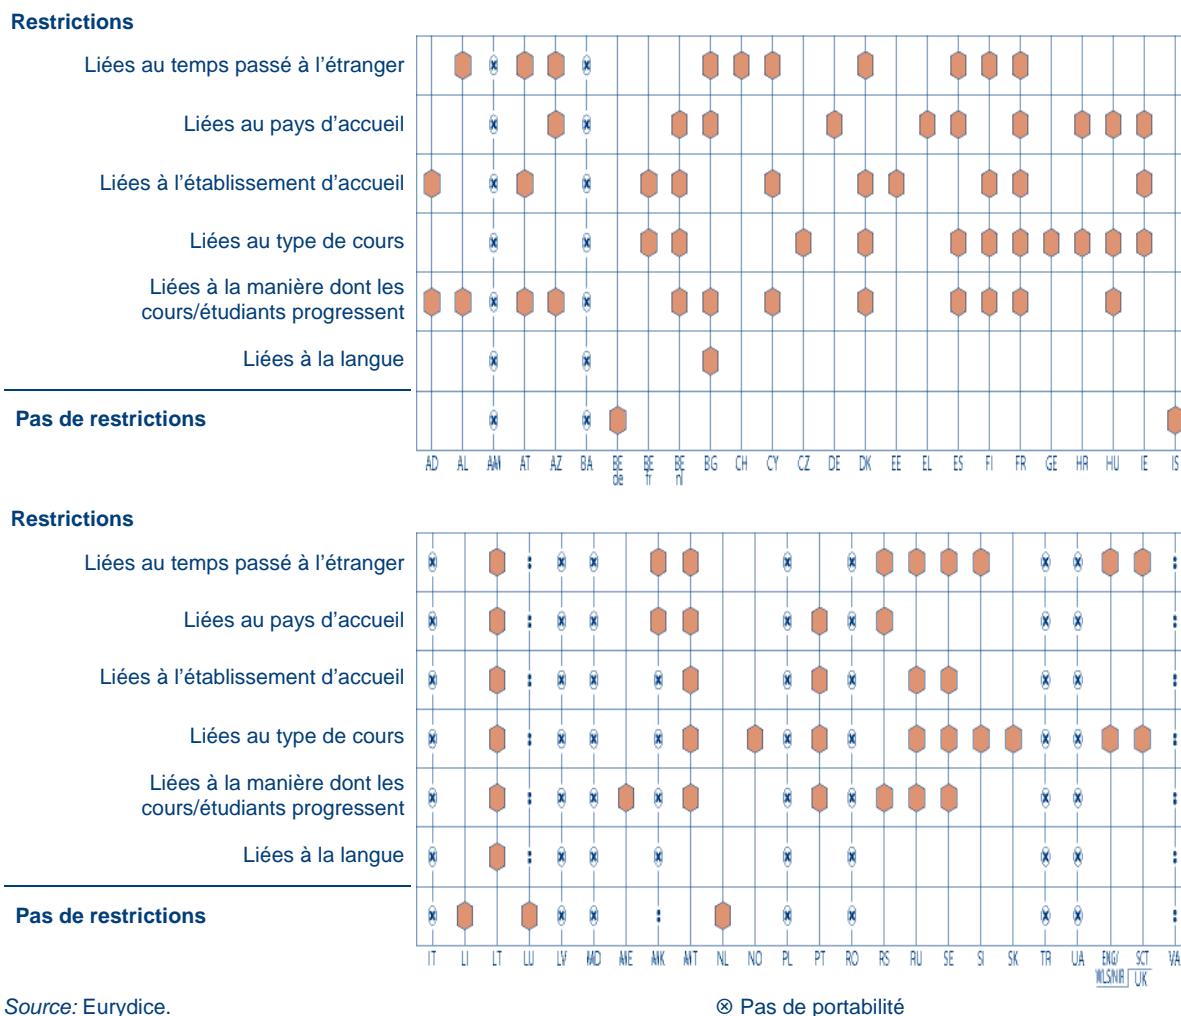 Restrictions
Liées au temps passé à l'étranger
Liées au pays d'accueil
Liées à l'établissement d'accueil
Liées au type de cours
Liées à la manière dont les
cours/étudiants progressent
Liées à la langue
Pas de restrictions
AD AL AM AT AZ BA BE de BE fr BE nl BG CH CY CZ DE DK EE EL ES FI FR GE HR HU IE IS
Restrictions
Liées au temps passé à l'étranger
Liées au pays d'accueil
Liées à l'établissement d'accueil
Liées au type de cours
Liées à la manière dont les
cours/étudiants progressent
Liées à la langue
Pas de restrictions
IT LI LT LU LV MD ME MK MT NL NO PL PT RO RS RU SE SI SK TR UA ENG/ SCT VA
WLS/NIR UK
Source: Eurydice.
⊗ Pas de portabilité